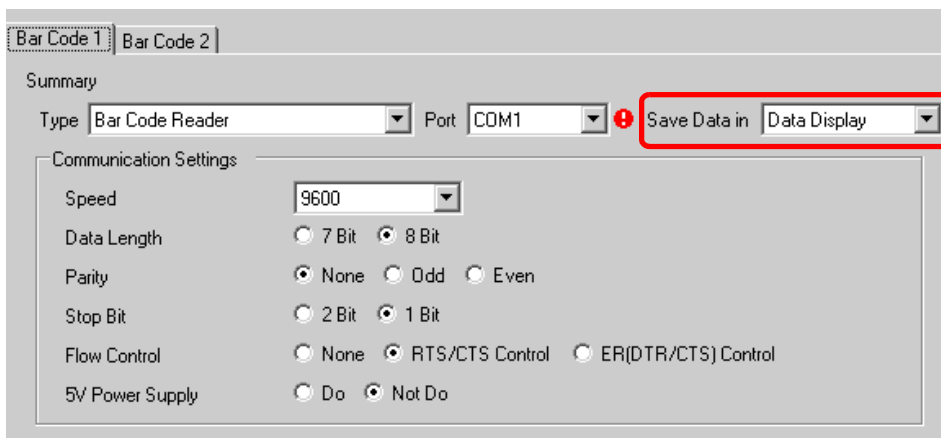 Bar Code 1 Bar Code 2
Summary
Type Bar Code Reader Port COM1 Save Data in Data Display
Communication Settings
Speed 9600
Data Length 7 Bit 8 Bit
Parity None Odd Even
Stop Bit 2 Bit 1 Bit
Flow Control None RTS/CTS Control ER(DTR/CTS) Control
5V Power Supply Do Not Do